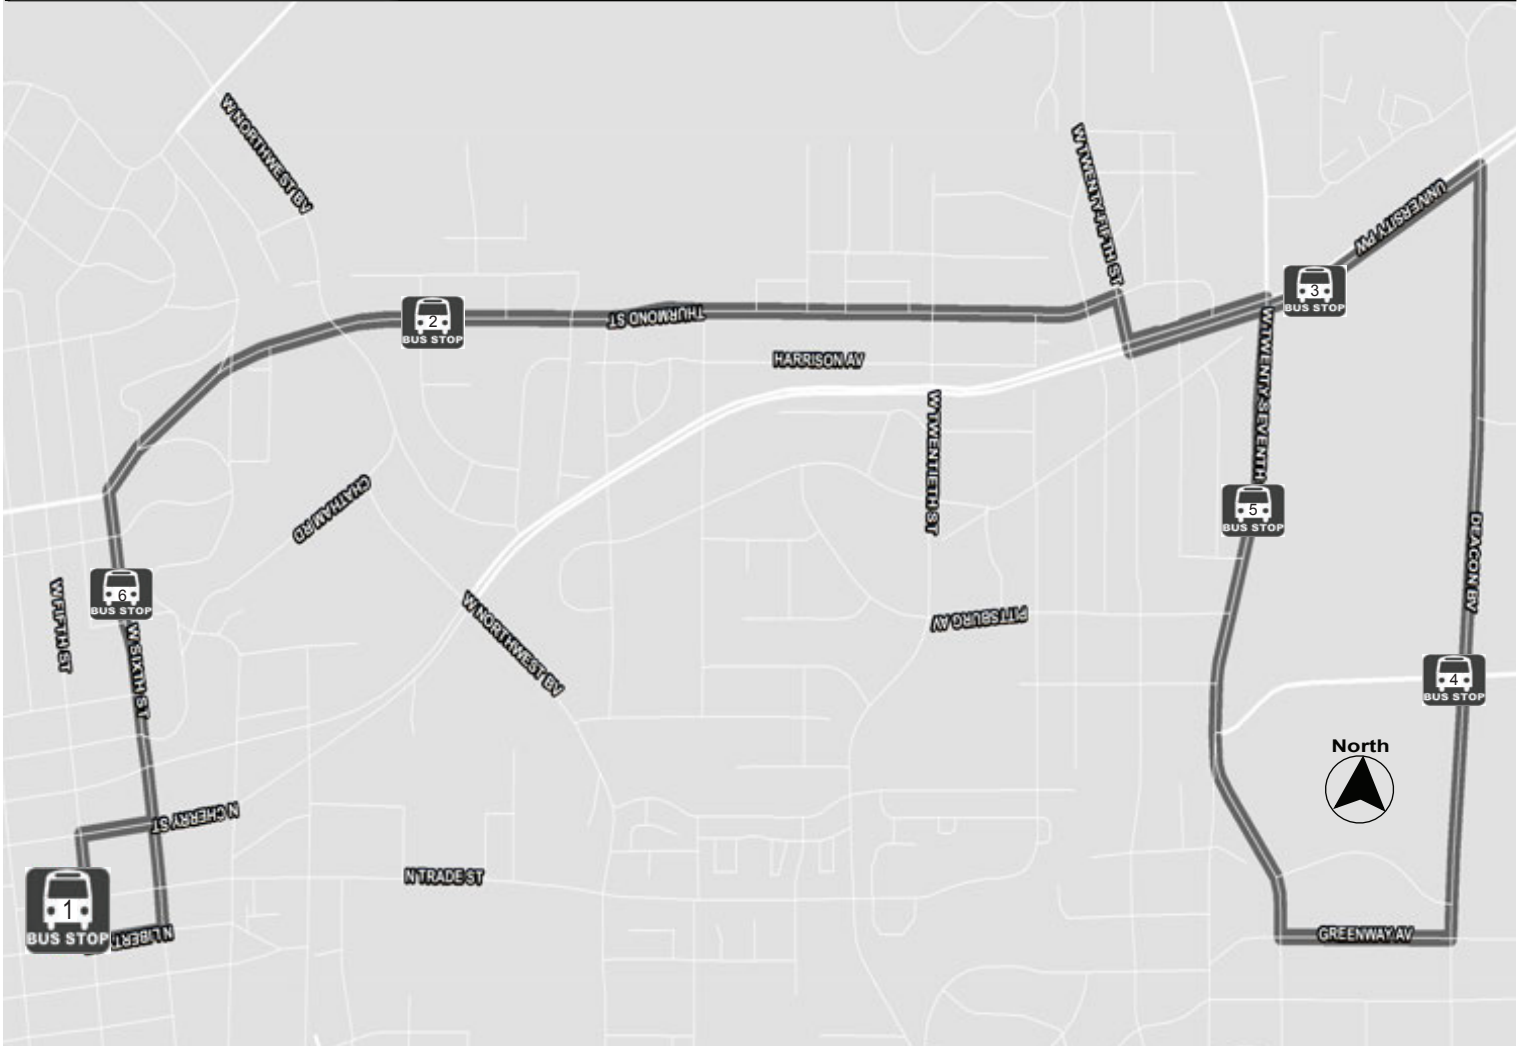 W NORTHWEST BV
W TWENTY-FIFTH ST
UNIVERSITY PW
3
BUS STOP
2
BUS STOP
THURMOND ST
W TWENTY-SEVENTH
HARRISON AV
W TWENTIETH ST
CHATHAM RD
5
BUS STOP
DEACON BV
6
BUS STOP
W FIFTH ST
W NORTHWEST BV
PITTSBURG AV
W SIXTH ST
4
BUS STOP
North
N CHERRY ST
N TRADE ST
1
BUS STOP
N LIBERT
GREENWAY AV